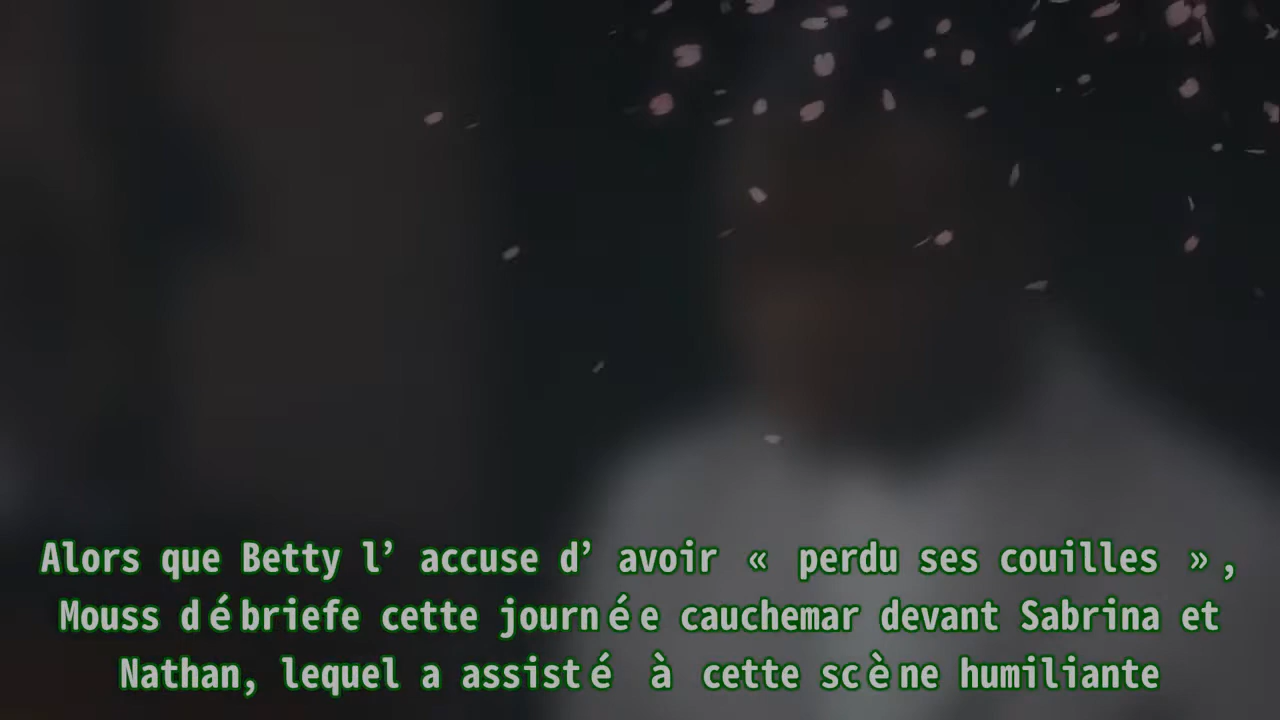 Alors que Betty l’ accuse d’ avoir « perdu ses couilles »,
Mouss débriefe cette journée cauchemar devant Sabrina et
Nathan, lequel a assisté à cette scène humiliante